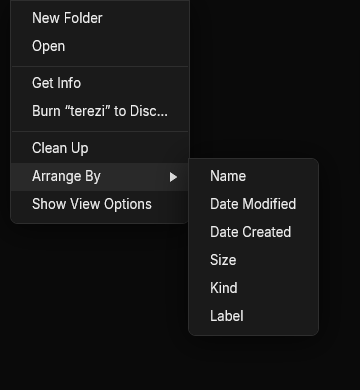 New Folder
Open
Get Info
Burn “terezi” to Disc...
Clean Up
Arrange By
Show View Options
Name
Date Modified
Date Created
Size
Kind
Label